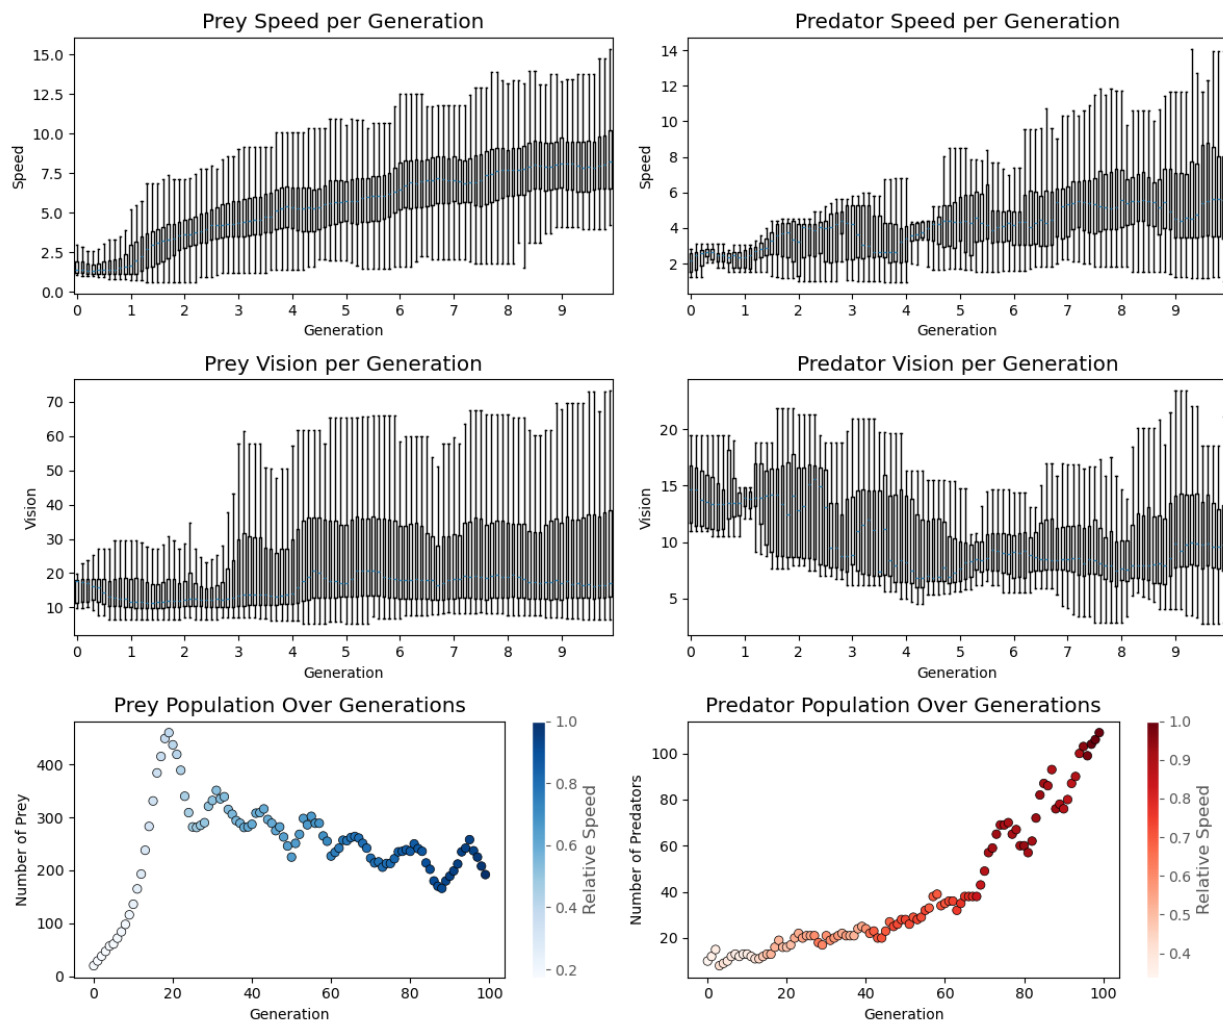 Prey Speed per Generation
15.0
12.5
10.0
7.5
5.0
2.5
0.0
Speed
0 1 2 3 4 5 6 7 8 9
Generation
Predator Speed per Generation
14
12
10
8
6
4
2
Speed
0 1 2 3 4 5 6 7 8 9
Generation
Prey Vision per Generation
70
60
50
40
30
20
10
Vision
0 1 2 3 4 5 6 7 8 9
Generation
Predator Vision per Generation
20
15
10
5
Vision
0 1 2 3 4 5 6 7 8 9
Generation
Prey Population Over Generations
400
300
200
100
0
Number of Prey
0 20 40 60 80 100
Generation
1.0
0.8
0.6
0.4
0.2
Relative Speed
Predator Population Over Generations
100
80
60
40
20
Number of Predators
0 20 40 60 80 100
Generation
1.0
0.9
0.8
0.7
0.6
0.5
0.4
Relative Speed